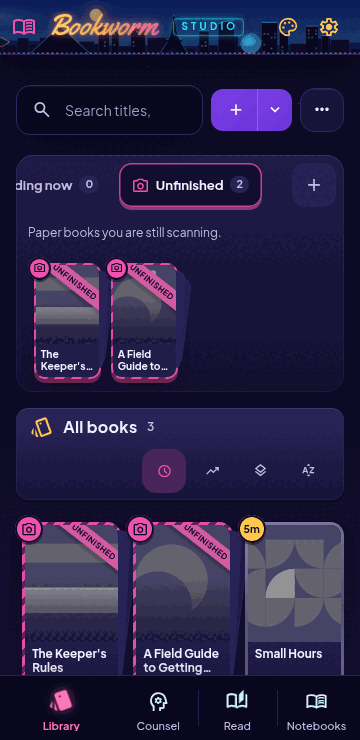 Bookworm
STUDIO
Search titles,
ding now 0
Unfinished 2
Paper books you are still scanning.
UNFINISHED
The
Keeper's...
UNFINISHED
A Field
Guide to...
All books 3
AZ
UNFINISHED
The Keeper's
Rules
UNFINISHED
A Field Guide
to Getting...
5m
Small Hours
Library
Counsel
Read
Notebooks